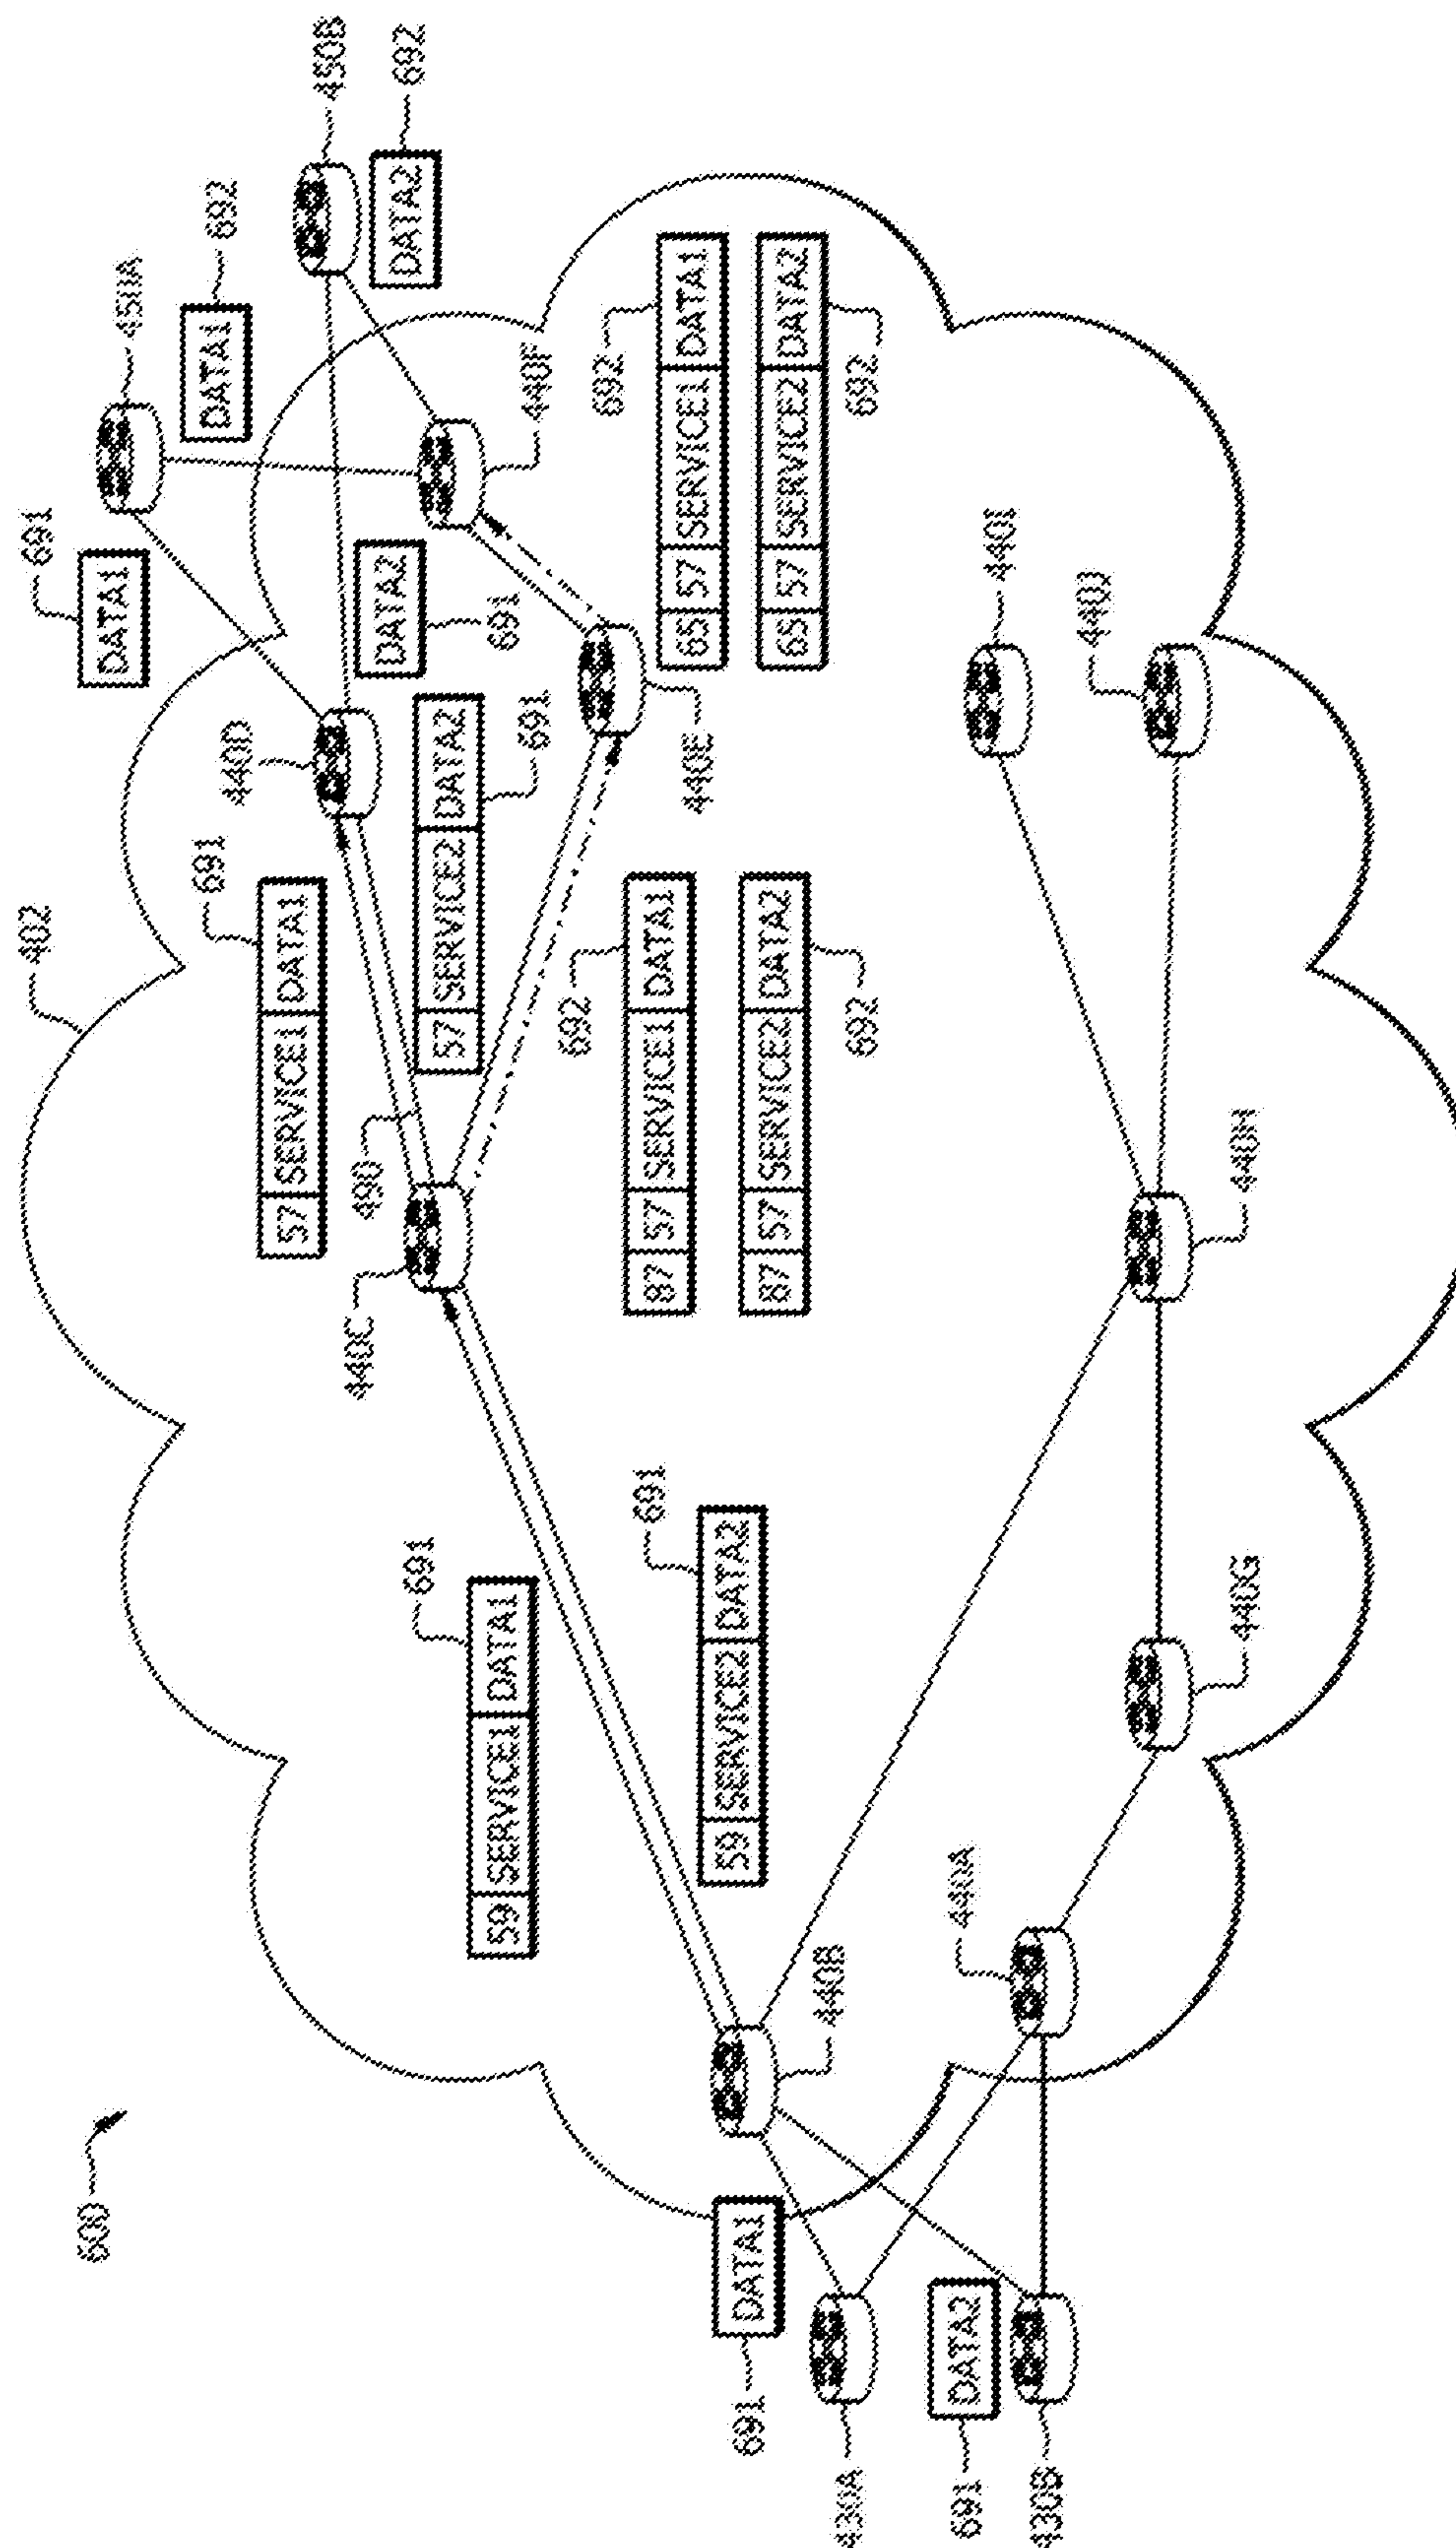 402
691
600
DATA1
450A
691
440D
DATA1
692
57 SERVICE1 DATA1
450B
440C
490
DATA2
DATA2
692
691
57 SERVICE2 DATA2
59 SERVICE1 DATA1
691
691
440F
692
692
691
87 57 SERVICE1 DATA1
65 57 SERVICE1 DATA1
440E
59 SERVICE2 DATA2
691
DATA1
87 57 SERVICE2 DATA2
65 57 SERVICE2 DATA2
440B
430A
692
692
691
DATA2
440A
440I
430B
440J
440G
440H